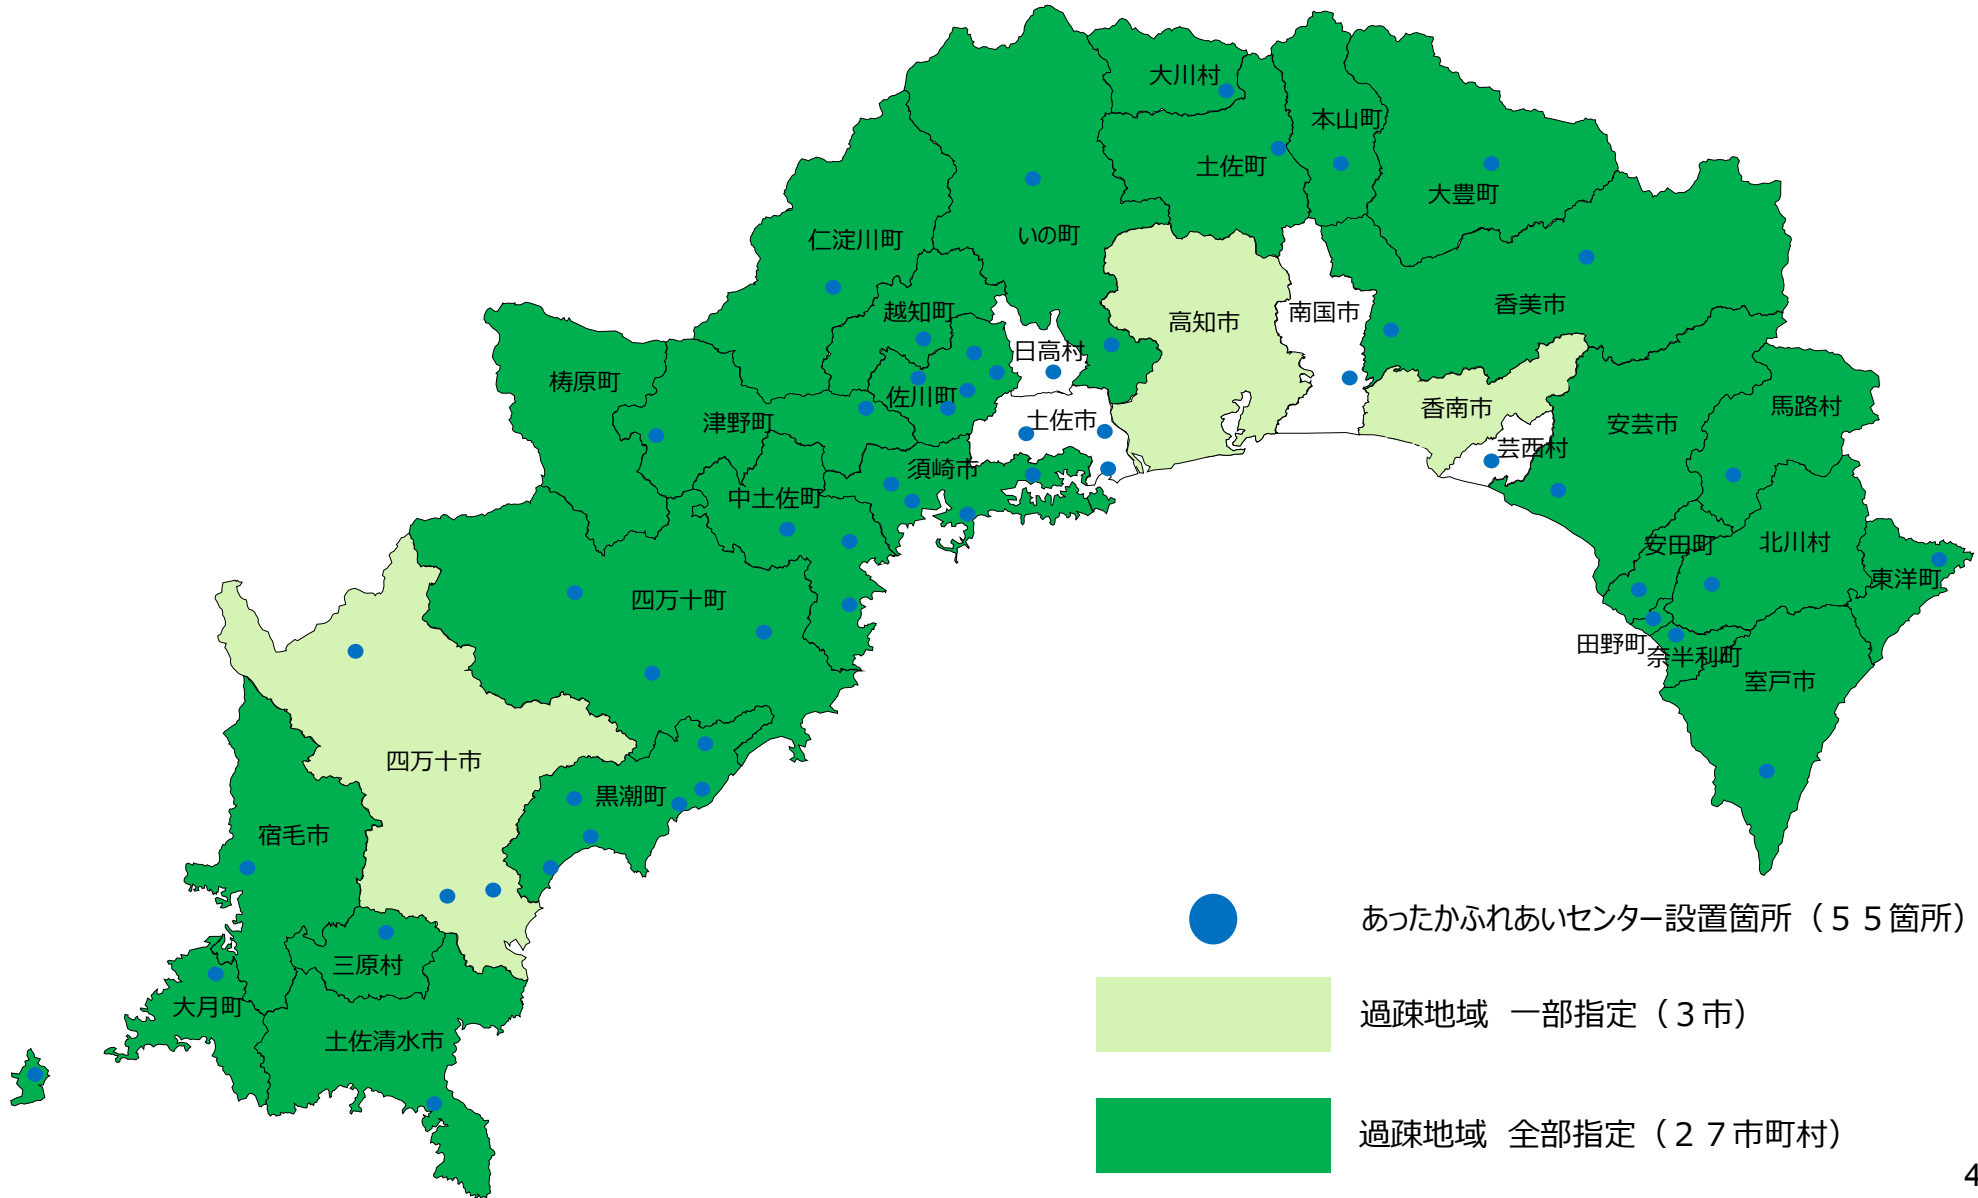 大川村
本山町
土佐町
大豊町
仁淀川町
いの町
香美市
越知町
高知市
南国市
日高村
梼原町
佐川町
香南市
馬路村
津野町
土佐市
安芸市
芸西村
須崎市
中土佐町
安田町
北川村
東洋町
四万十町
田野町
奈半利町
室戸市
四万十市
黒潮町
宿毛市
三原村
大月町
土佐清水市
あったかふれあいセンター設置箇所（５５箇所）
過疎地域 一部指定（３市）
過疎地域 全部指定（２７市町村）
4